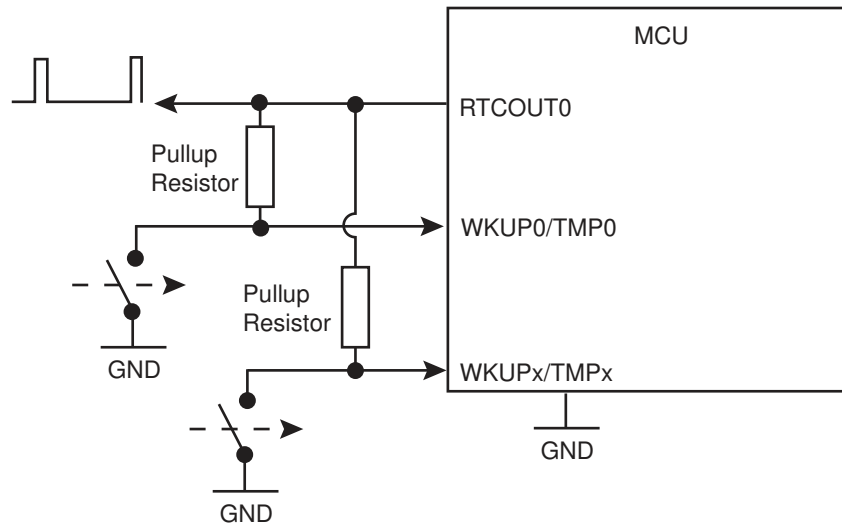 MCU
RTCOUT0
Pullup
Resistor
WKUP0/TMP0
Pullup
Resistor
GND
WKUPx/TMPx
GND
GND